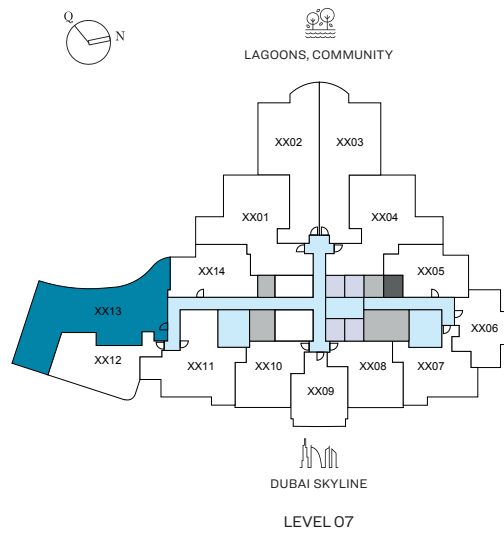 Q
N
LAGOONS, COMMUNITY
XX02
XX03
XX01
XX04
XX14
XX05
XX13
XX06
XX12
XX11
XX10
XX08
XX07
XX09
DUBAI SKYLINE
LEVEL 07